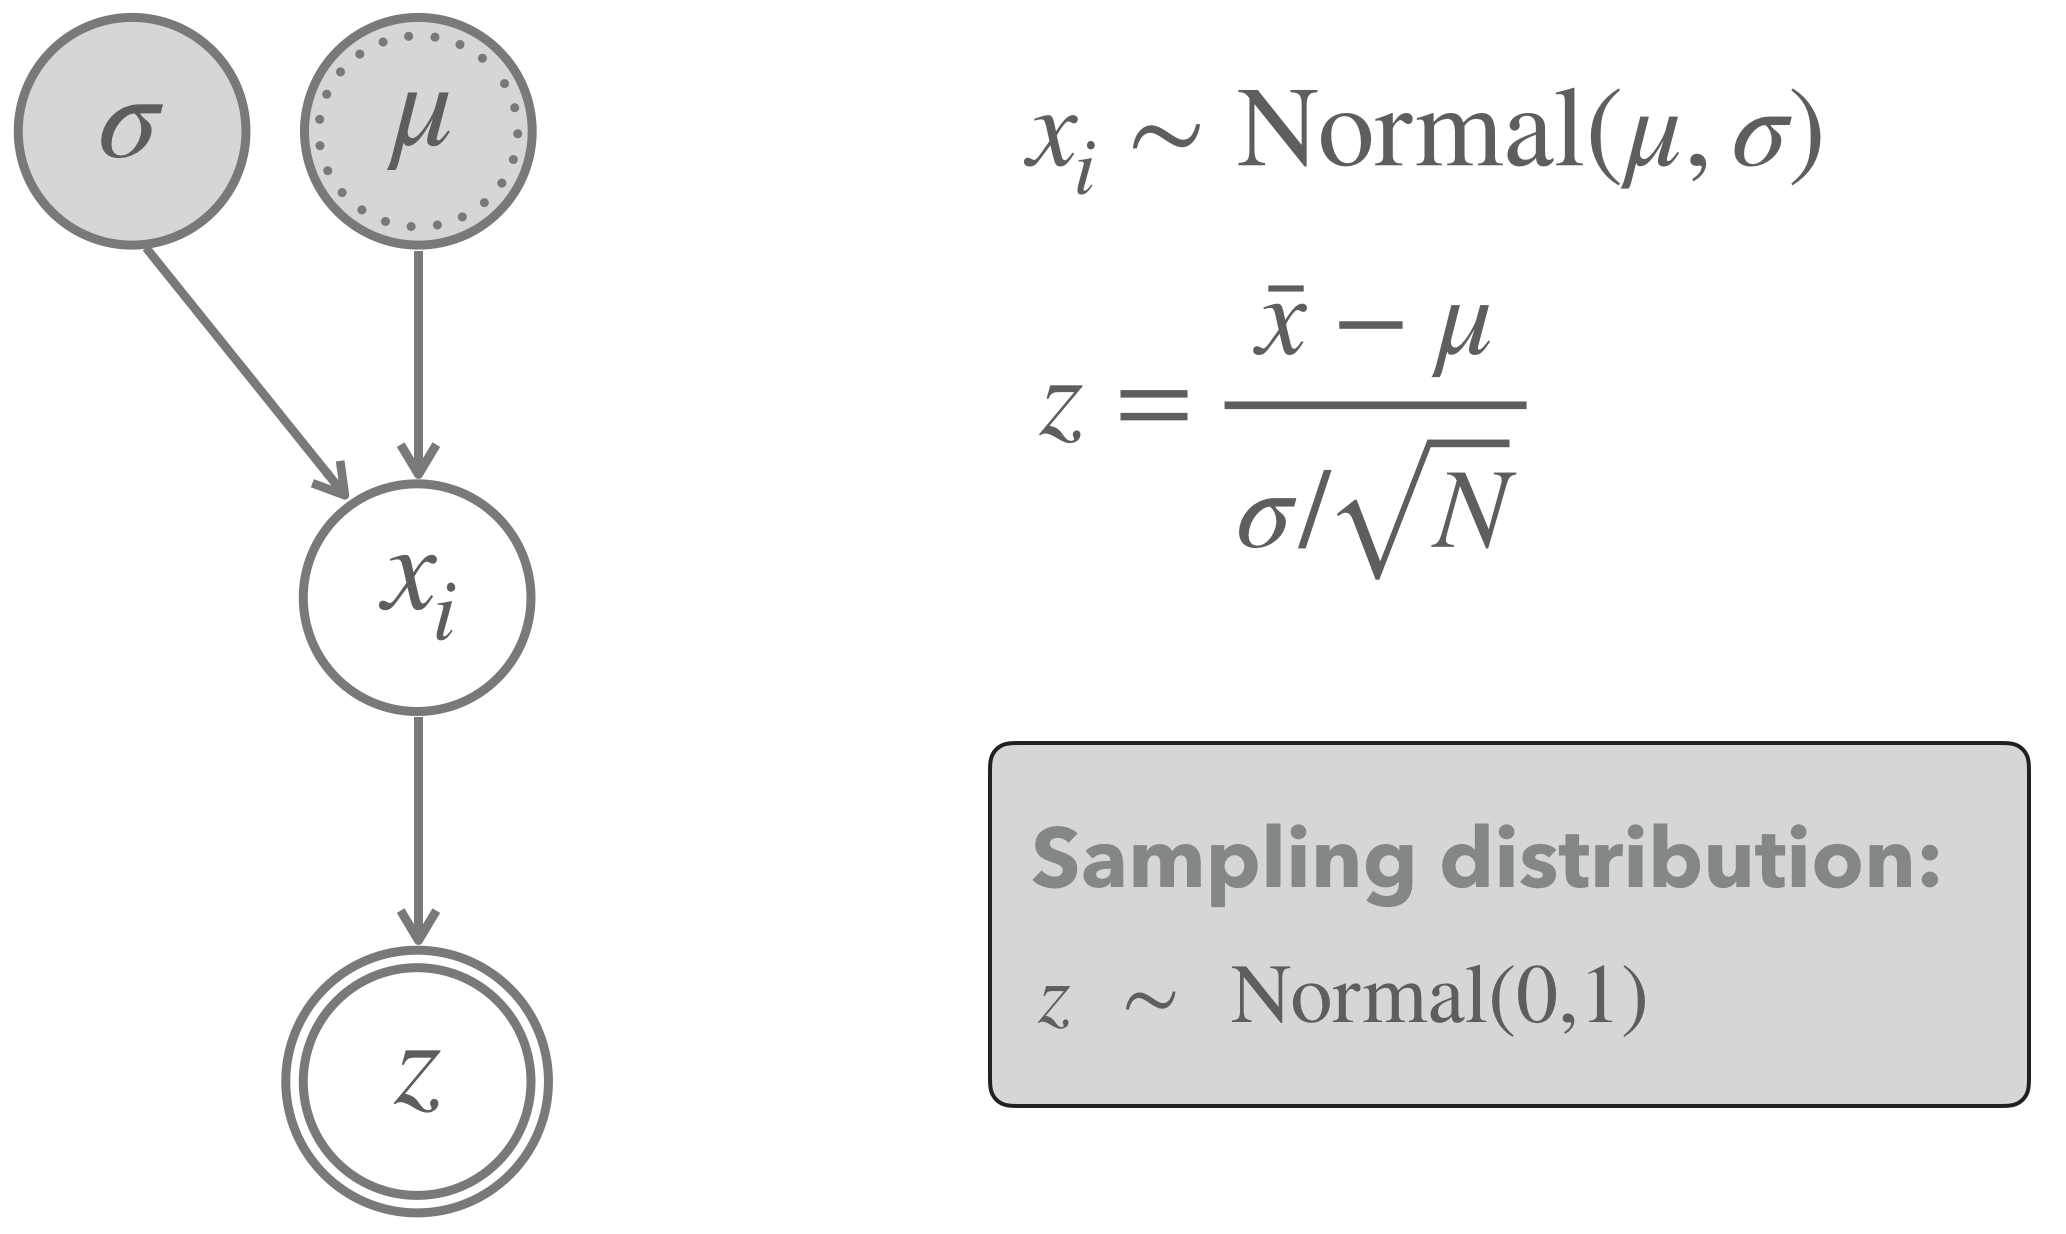 σ μ
x_i
z
x_i ∼ Normal(μ, σ)
z = (x̄ − μ) / (σ/√N)
Sampling distribution:
z ∼ Normal(0,1)